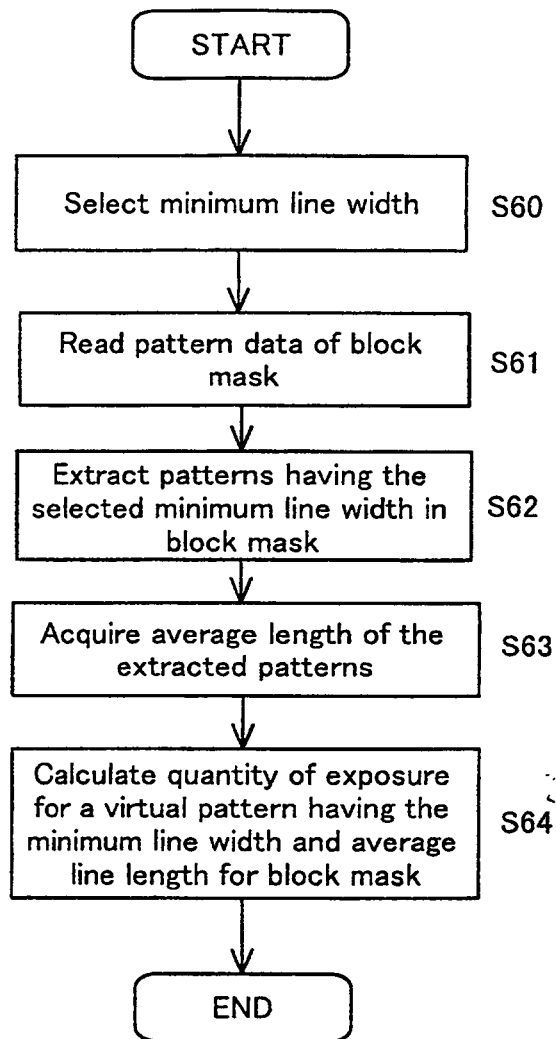 START
Select minimum line width
S60
Read pattern data of block
mask
S61
Extract patterns having the
selected minimum line width in
block mask
S62
Acquire average length of the
extracted patterns
S63
Calculate quantity of exposure
for a virtual pattern having the
minimum line width and average
line length for block mask
S64
END